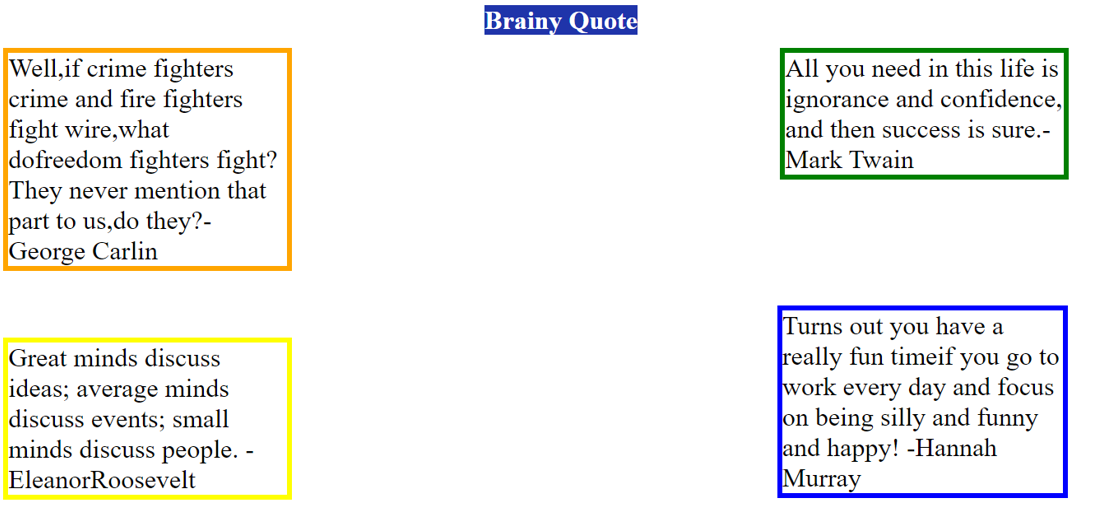 Brainy Quote
Well,if crime fighters
crime and fire fighters
fight wire,what
dofreedom fighters fight?
They never mention that
part to us,do they?-
George Carlin
All you need in this life is
ignorance and confidence,
and then success is sure.-
Mark Twain
Great minds discuss
ideas; average minds
discuss events; small
minds discuss people. -
EleanorRoosevelt
Turns out you have a
really fun timeif you go to
work every day and focus
on being silly and funny
and happy! -Hannah
Murray